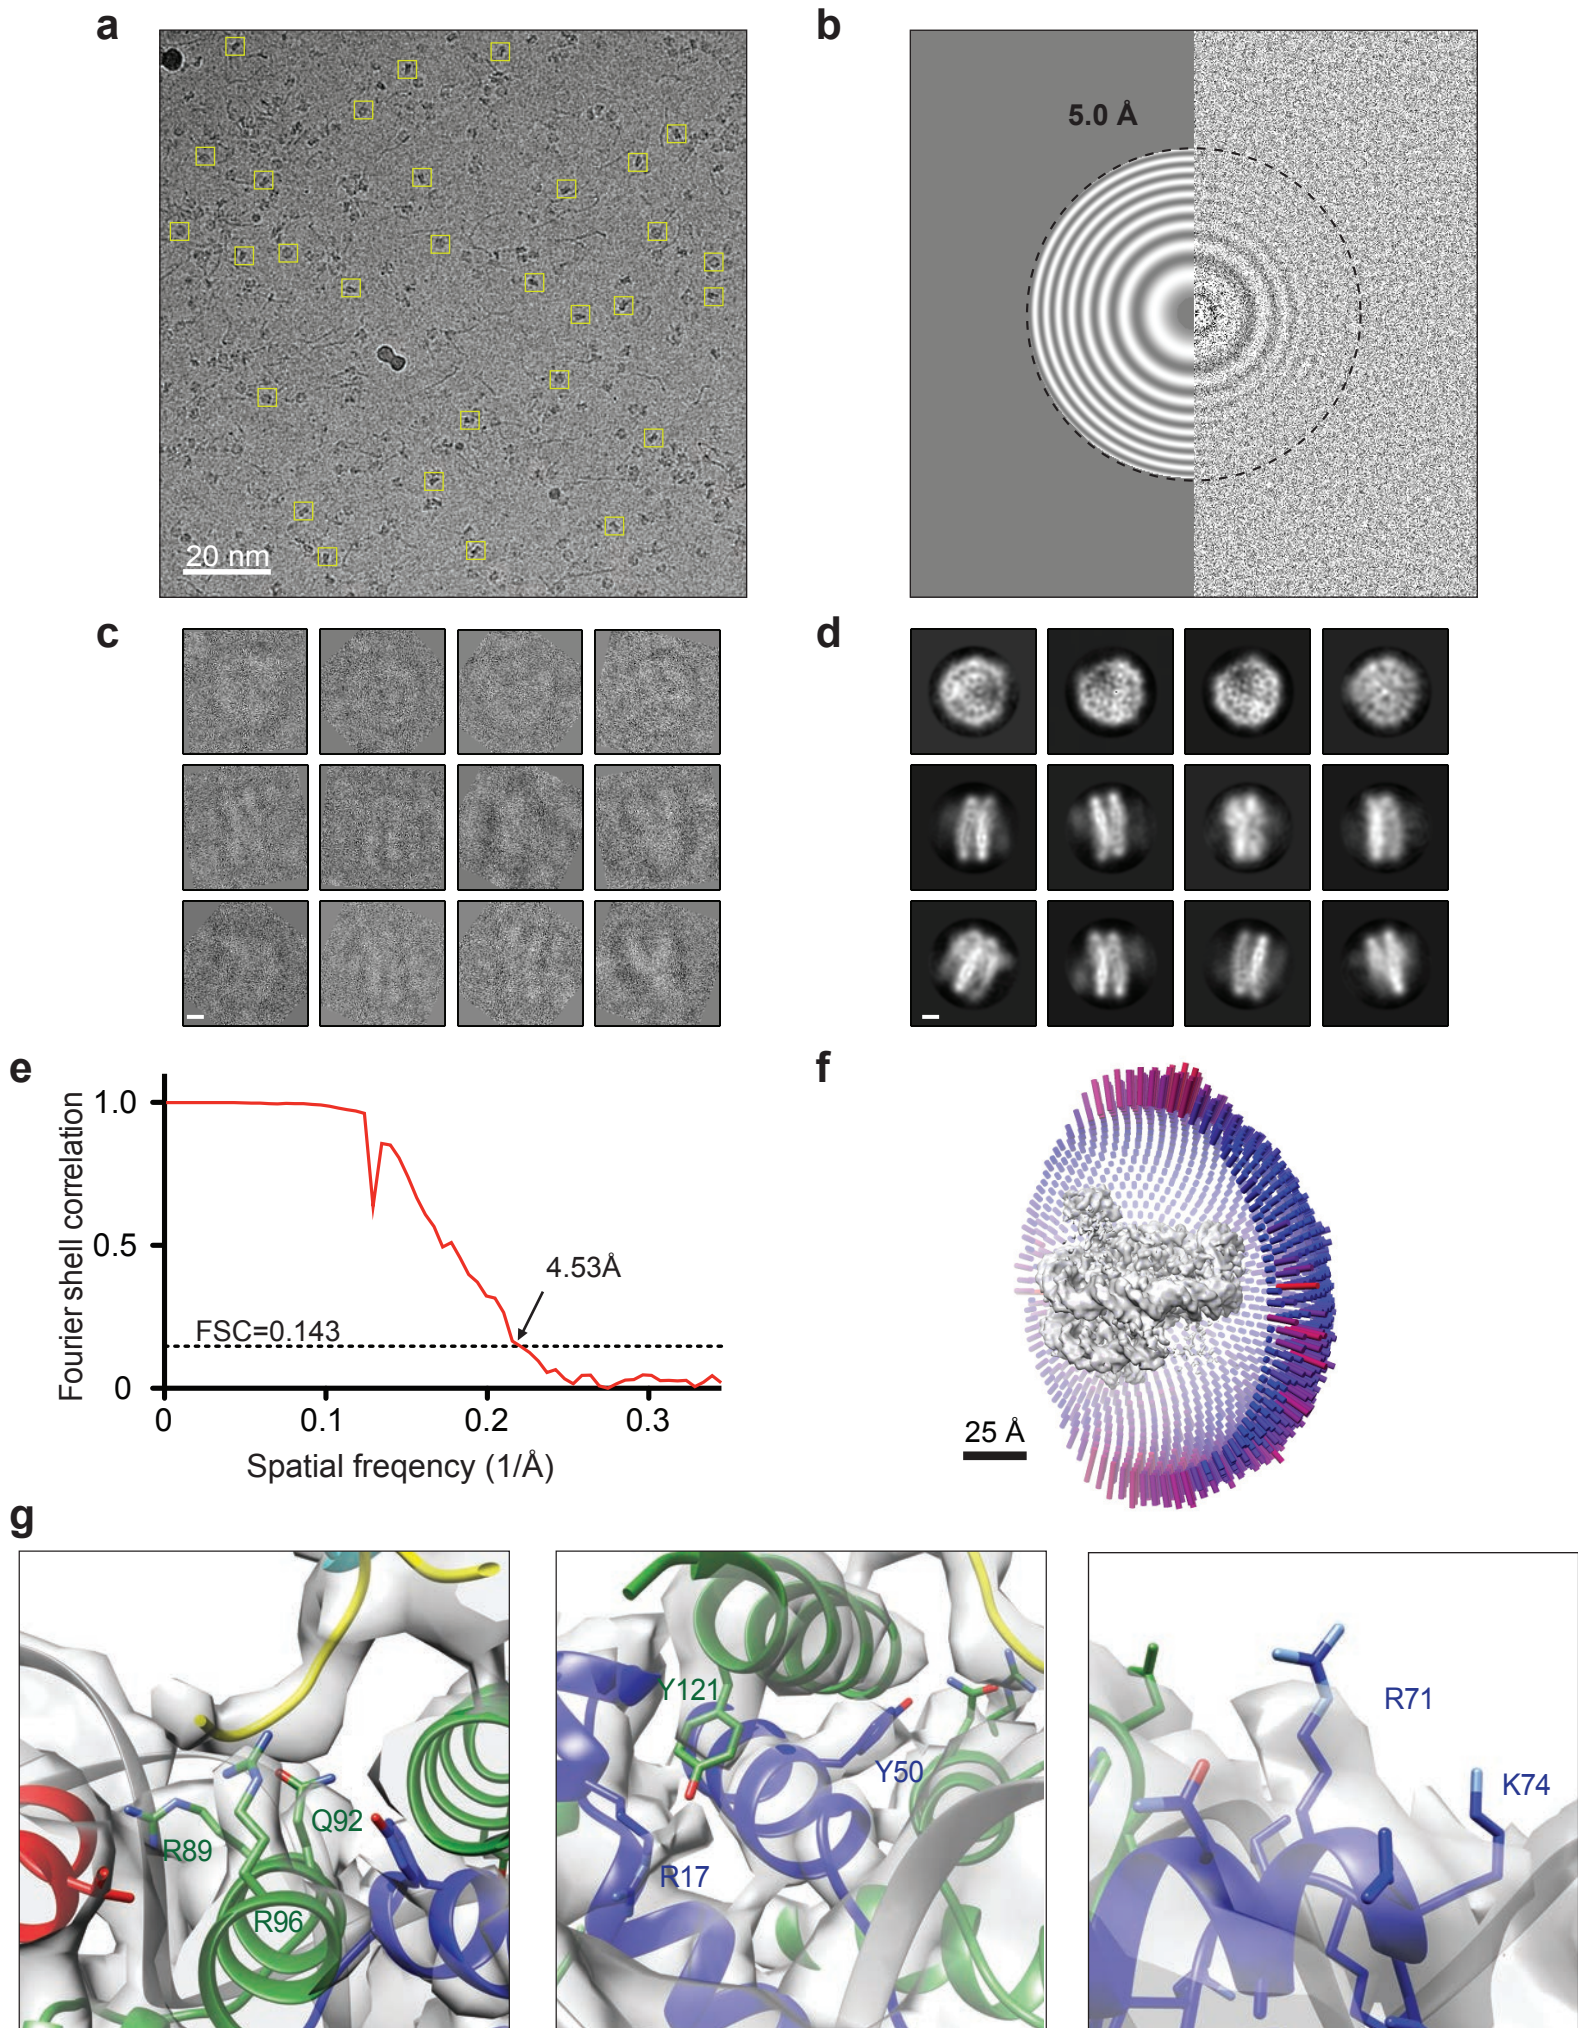 a
b
5.0 Å
20 nm
c
d
e
f
Fourier shell correlation
1.0
0.5
0
4.53Å
FSC=0.143
0
0.1
0.2
0.3
Spatial freqency (1/Å)
25 Å
g
R89
Q92
R96
Y121
Y50
R17
R71
K74